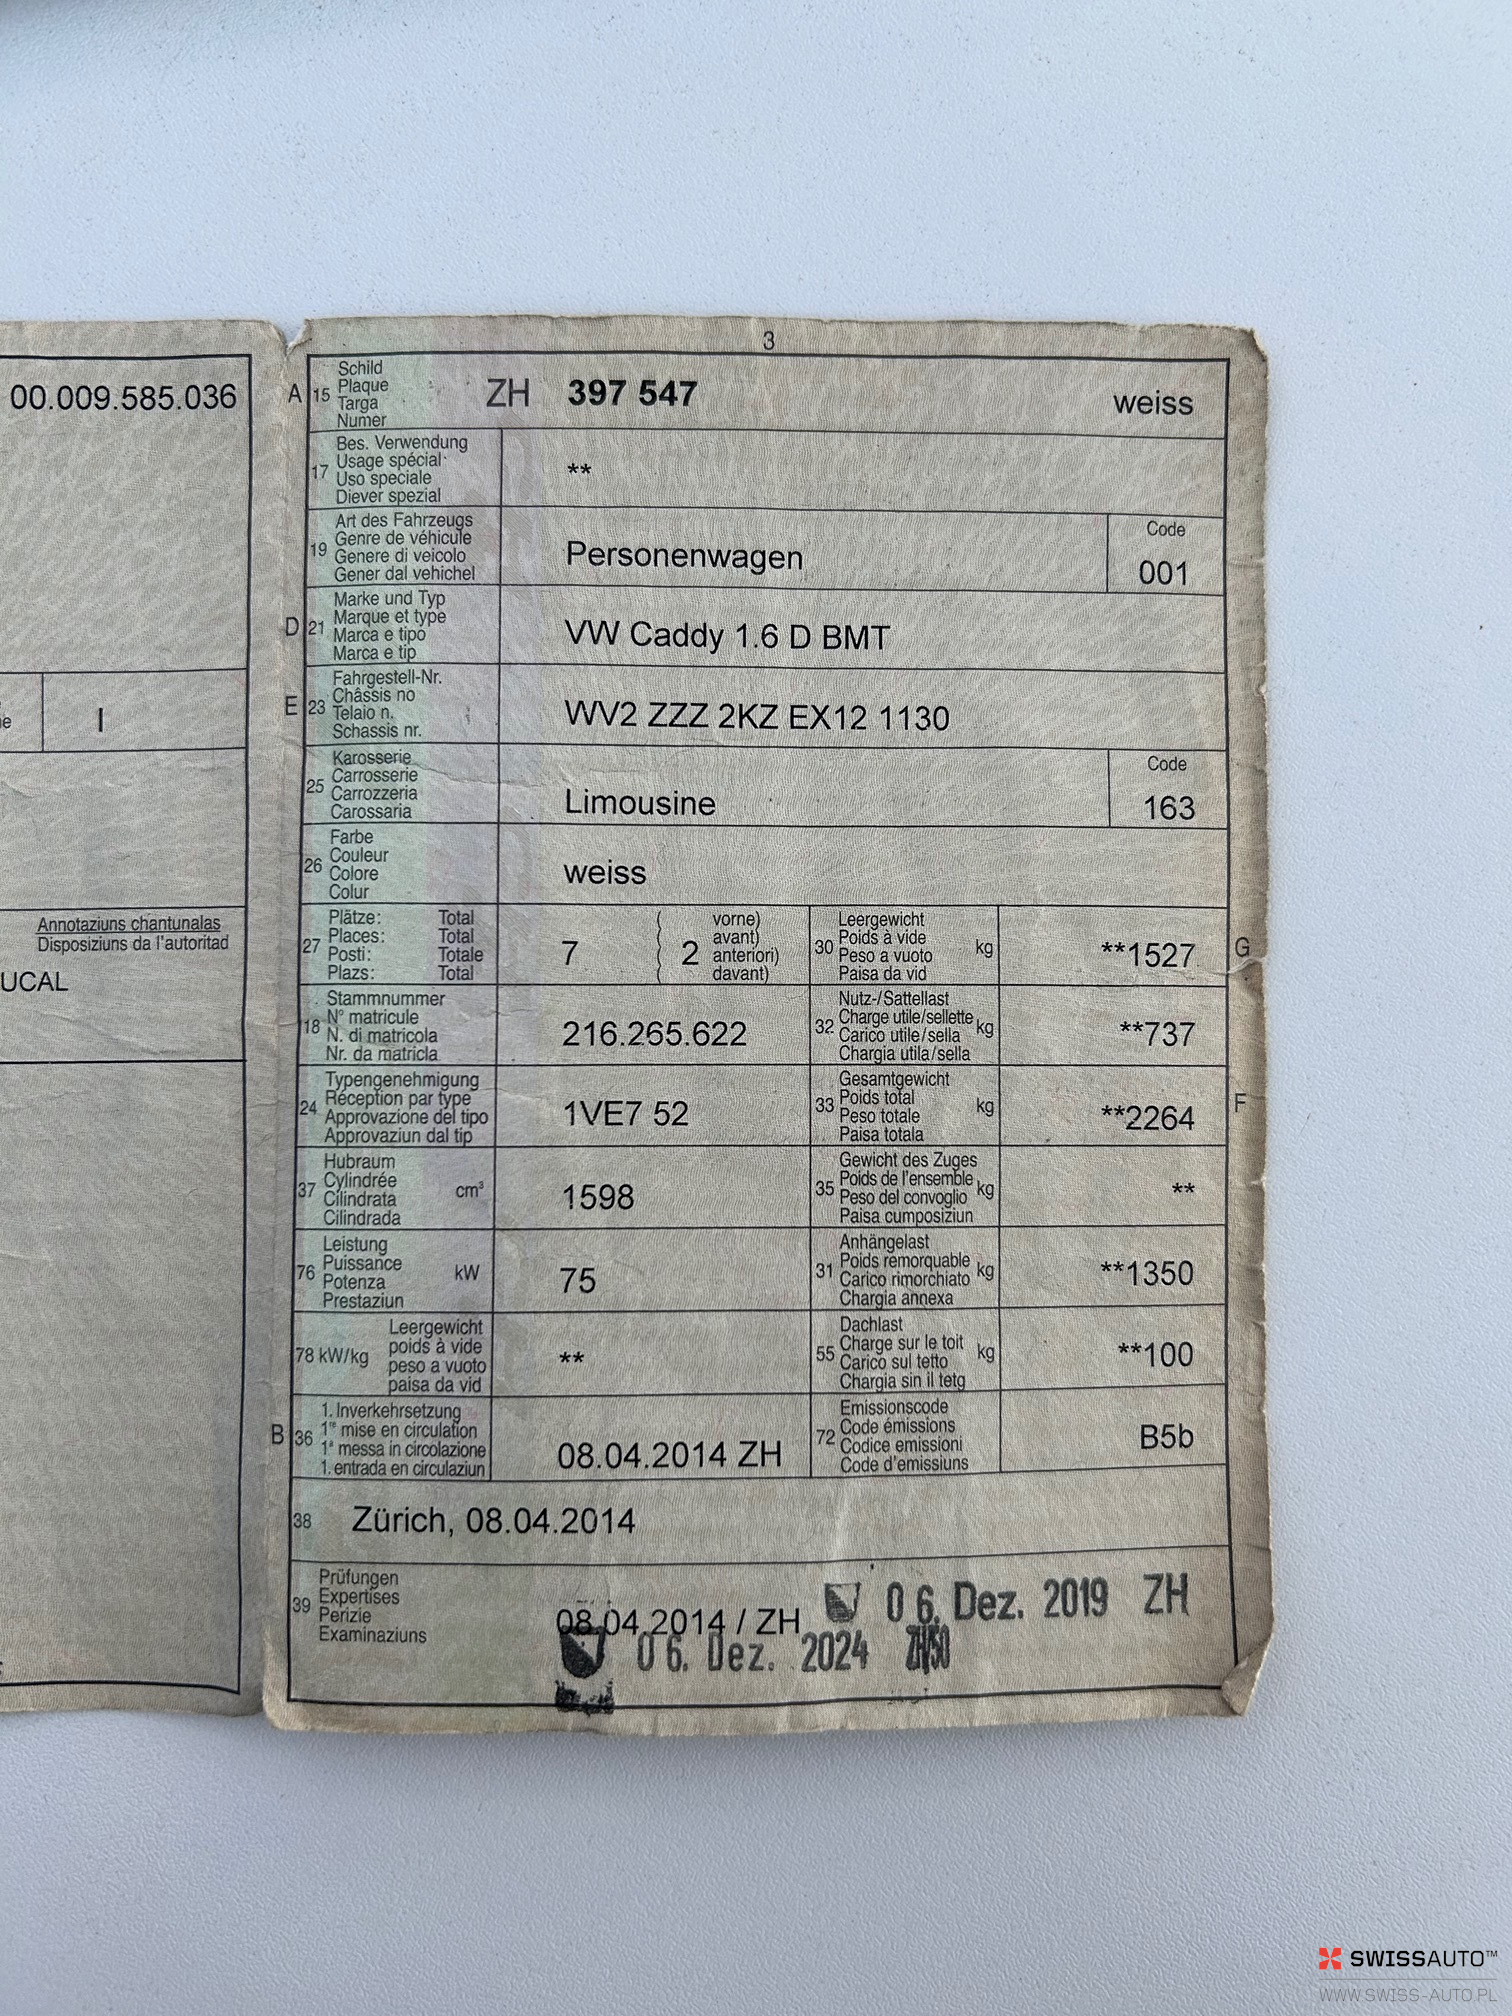 00.009.585.036
I
Annotaziuns chantunalas
Disposiziuns da l'autoritad
UCAL
3
A 15 Schild
Plaque
Targa
Numer
ZH 397 547 weiss
17 Bes. Verwendung
Usage spécial
Uso speciale
Diever spezial
**
19 Art des Fahrzeugs
Genre de véhicule
Genere di veicolo
Gener dal vehichel
Personenwagen
Code
001
D 21 Marke und Typ
Marque et type
Marca e tipo
Marca e tip
VW Caddy 1.6 D BMT
E 23 Fahrgestell-Nr.
Châssis no
Telaio n.
Schassis nr.
WV2 ZZZ 2KZ EX12 1130
25 Karosserie
Carrosserie
Carrozzeria
Carossaria
Limousine
Code
163
26 Farbe
Couleur
Colore
Colur
weiss
27 Plätze: Total
Places: Total
Posti: Totale
Plazs: Total
7 ( 2 vorne)
( avant)
( anteriori)
( davant)
30 Leergewicht
Poids à vide
Peso a vuoto
Paisa da vid
kg
**1527
G
18 Stammnummer
N° matricule
N. di matricola
Nr. da matricla
216.265.622
32 Nutz-/Sattellast
Charge utile/sellette
Carico utile/sella
Chargia utila/sella
kg
**737
24 Typengenehmigung
Réception par type
Approvazione del tipo
Approvaziun dal tip
1VE7 52
33 Gesamtgewicht
Poids total
Peso totale
Paisa totala
kg
**2264
F
37 Hubraum
Cylindrée
Cilindrata
Cilindrada
cm³
1598
35 Gewicht des Zuges
Poids de l'ensemble
Peso del convoglio
Paisa cumposiziun
kg
**
76 Leistung
Puissance
Potenza
Prestaziun
kW
75
31 Anhängelast
Poids remorquable
Carico rimorchiato
Chargia annexa
kg
**1350
78 kW/kg Leergewicht
poids à vide
peso a vuoto
paisa da vid
**
55 Dachlast
Charge sur le toit
Carico sul tetto
Chargia sin il tetg
kg
**100
B 36 1. Inverkehrsetzung
1re mise en circulation
1a messa in circolazione
1. entrada en circulaziun
08.04.2014 ZH
72 Emissionscode
Code émissions
Codice emissioni
Code d'emissiuns
B5b
38 Zürich, 08.04.2014
39 Prüfungen
Expertises
Perizie
Examinaziuns
08.04.2014 / ZH
06. Dez. 2019 ZH
06. Dez. 2024 ZH/50
SWISSAUTO™
WWW.SWISS-AUTO.PL